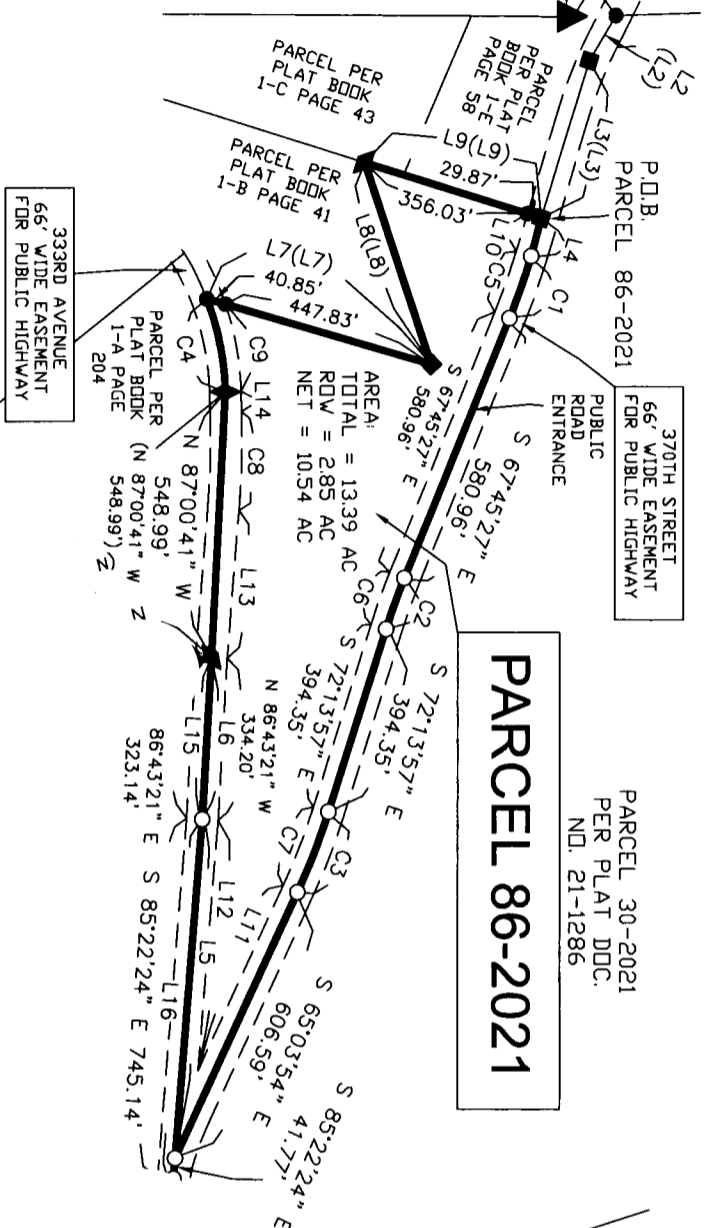 L2
(L2)
L3(L3)
P.O.B.
PARCEL 86-2021
L4
C1
370TH STREET
66' WIDE EASEMENT
FOR PUBLIC HIGHWAY
PARCEL 30-2021
PER PLAT DOC.
NO. 21-1286
PARCEL
PER PLAT
BOOK 1-E
PAGE 58
PARCEL PER
PLAT BOOK
1-C PAGE 43
PARCEL PER
PLAT BOOK
1-B PAGE 41
L9(L9)
29.87'
356.03'
L10
C5
L8(L8)
PUBLIC
ROAD
ENTRANCE
S 67°45'27" E
580.96'
S 67°45'27" E
580.96'
PARCEL 86-2021
L7(L7)
40.85'
447.83'
AREA:
TOTAL = 13.39 AC
ROW = 2.85 AC
NET = 10.54 AC
C2
C6
S 72°13'57" E
394.35'
S 72°13'57" E
394.35'
C3
C7
L11
S 65°03'54" E
606.59'
S 85°22'24" E
41.77'
333RD AVENUE
66' WIDE EASEMENT
FOR PUBLIC HIGHWAY
C4
C9
L14
C8
L13
PARCEL PER
PLAT BOOK
1-A PAGE
204
N 87°00'41" W
548.99'
(N 87°00'41" W
548.99')
2
2
N 86°43'21" W
334.20'
L6
L15
L12
L5
L16
86°43'21" E
323.14'
S 85°22'24" E 745.14'